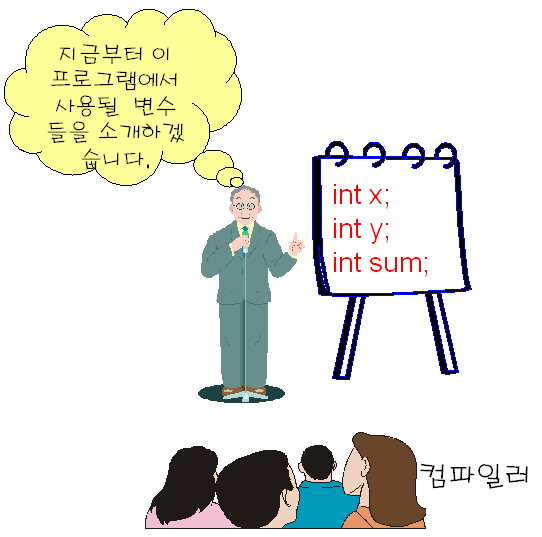 지금부터 이
프로그램에서
사용될 변수
들을 소개하겠
습니다.
int x;
int y;
int sum;
컴파일러